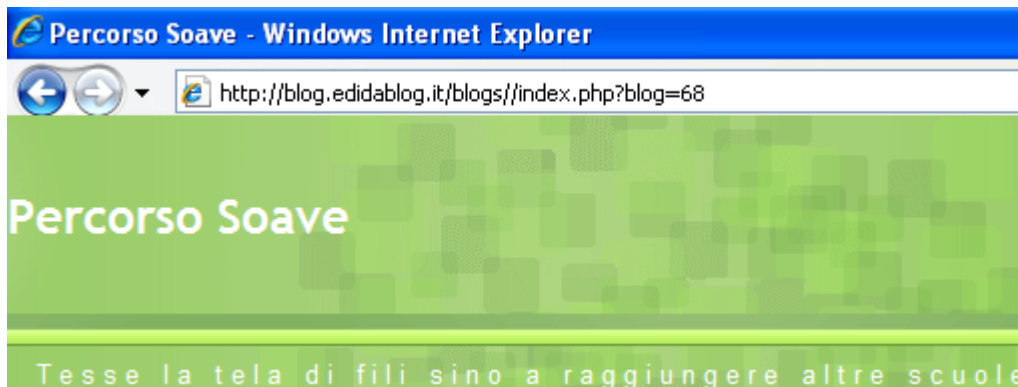 Percorso Soave - Windows Internet Explorer
http://blog.edidablog.it/blogs//index.php?blog=68
Percorso Soave
Tesse la tela di fili sino a raggiungere altre scuole